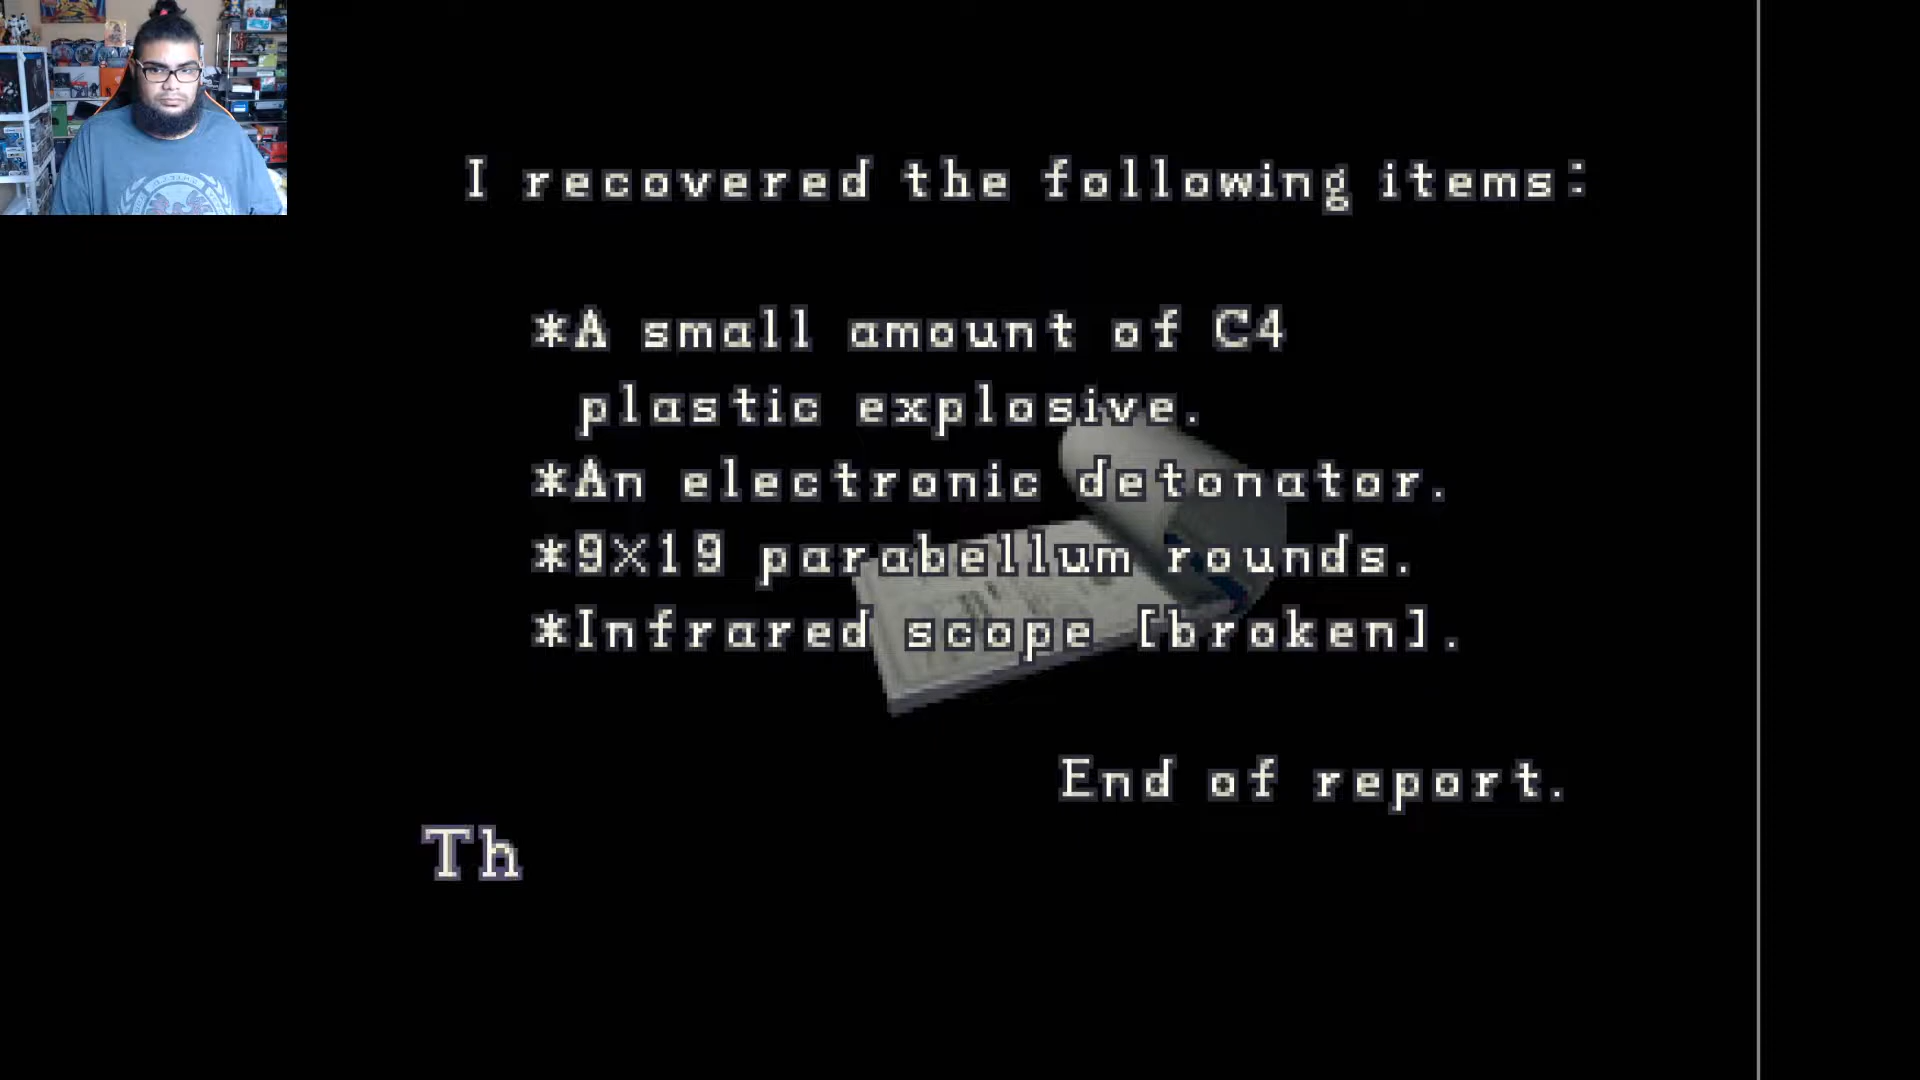 I recovered the following items:
*A small amount of C4
plastic explosive.
*An electronic detonator.
*9×19 parabellum rounds.
*Infrared scope [broken].
End of report.
Th